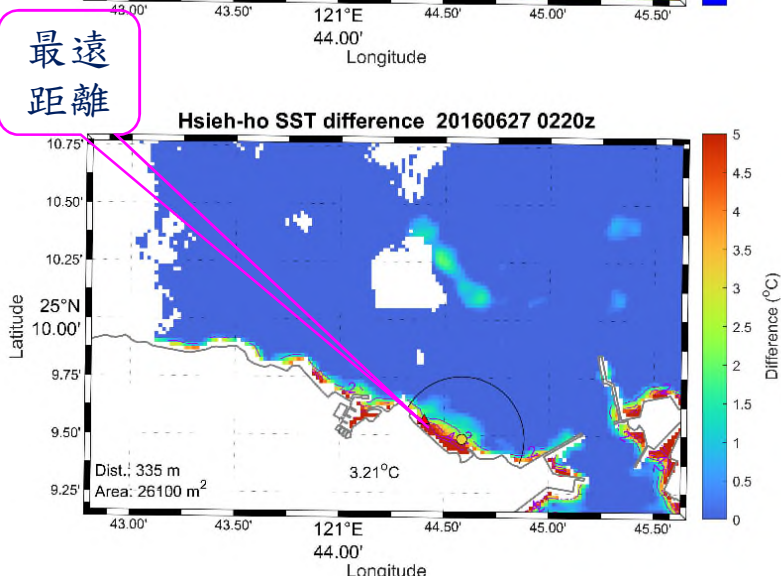 43.00'
43.50'
121°E
44.00'
44.50'
45.00'
45.50'
Longitude
最遠
距離
Hsieh-ho SST difference 20160627 0220z
10.75'
10.50'
10.25'
25°N
10.00'
9.75'
9.50'
9.25'
Latitude
Dist.: 335 m
Area: 26100 m²
3.21°C
43.00'
43.50'
121°E
44.00'
44.50'
45.00'
45.50'
Longitude
5
4.5
4
3.5
3
2.5
2
1.5
1
0.5
0
Difference (°C)